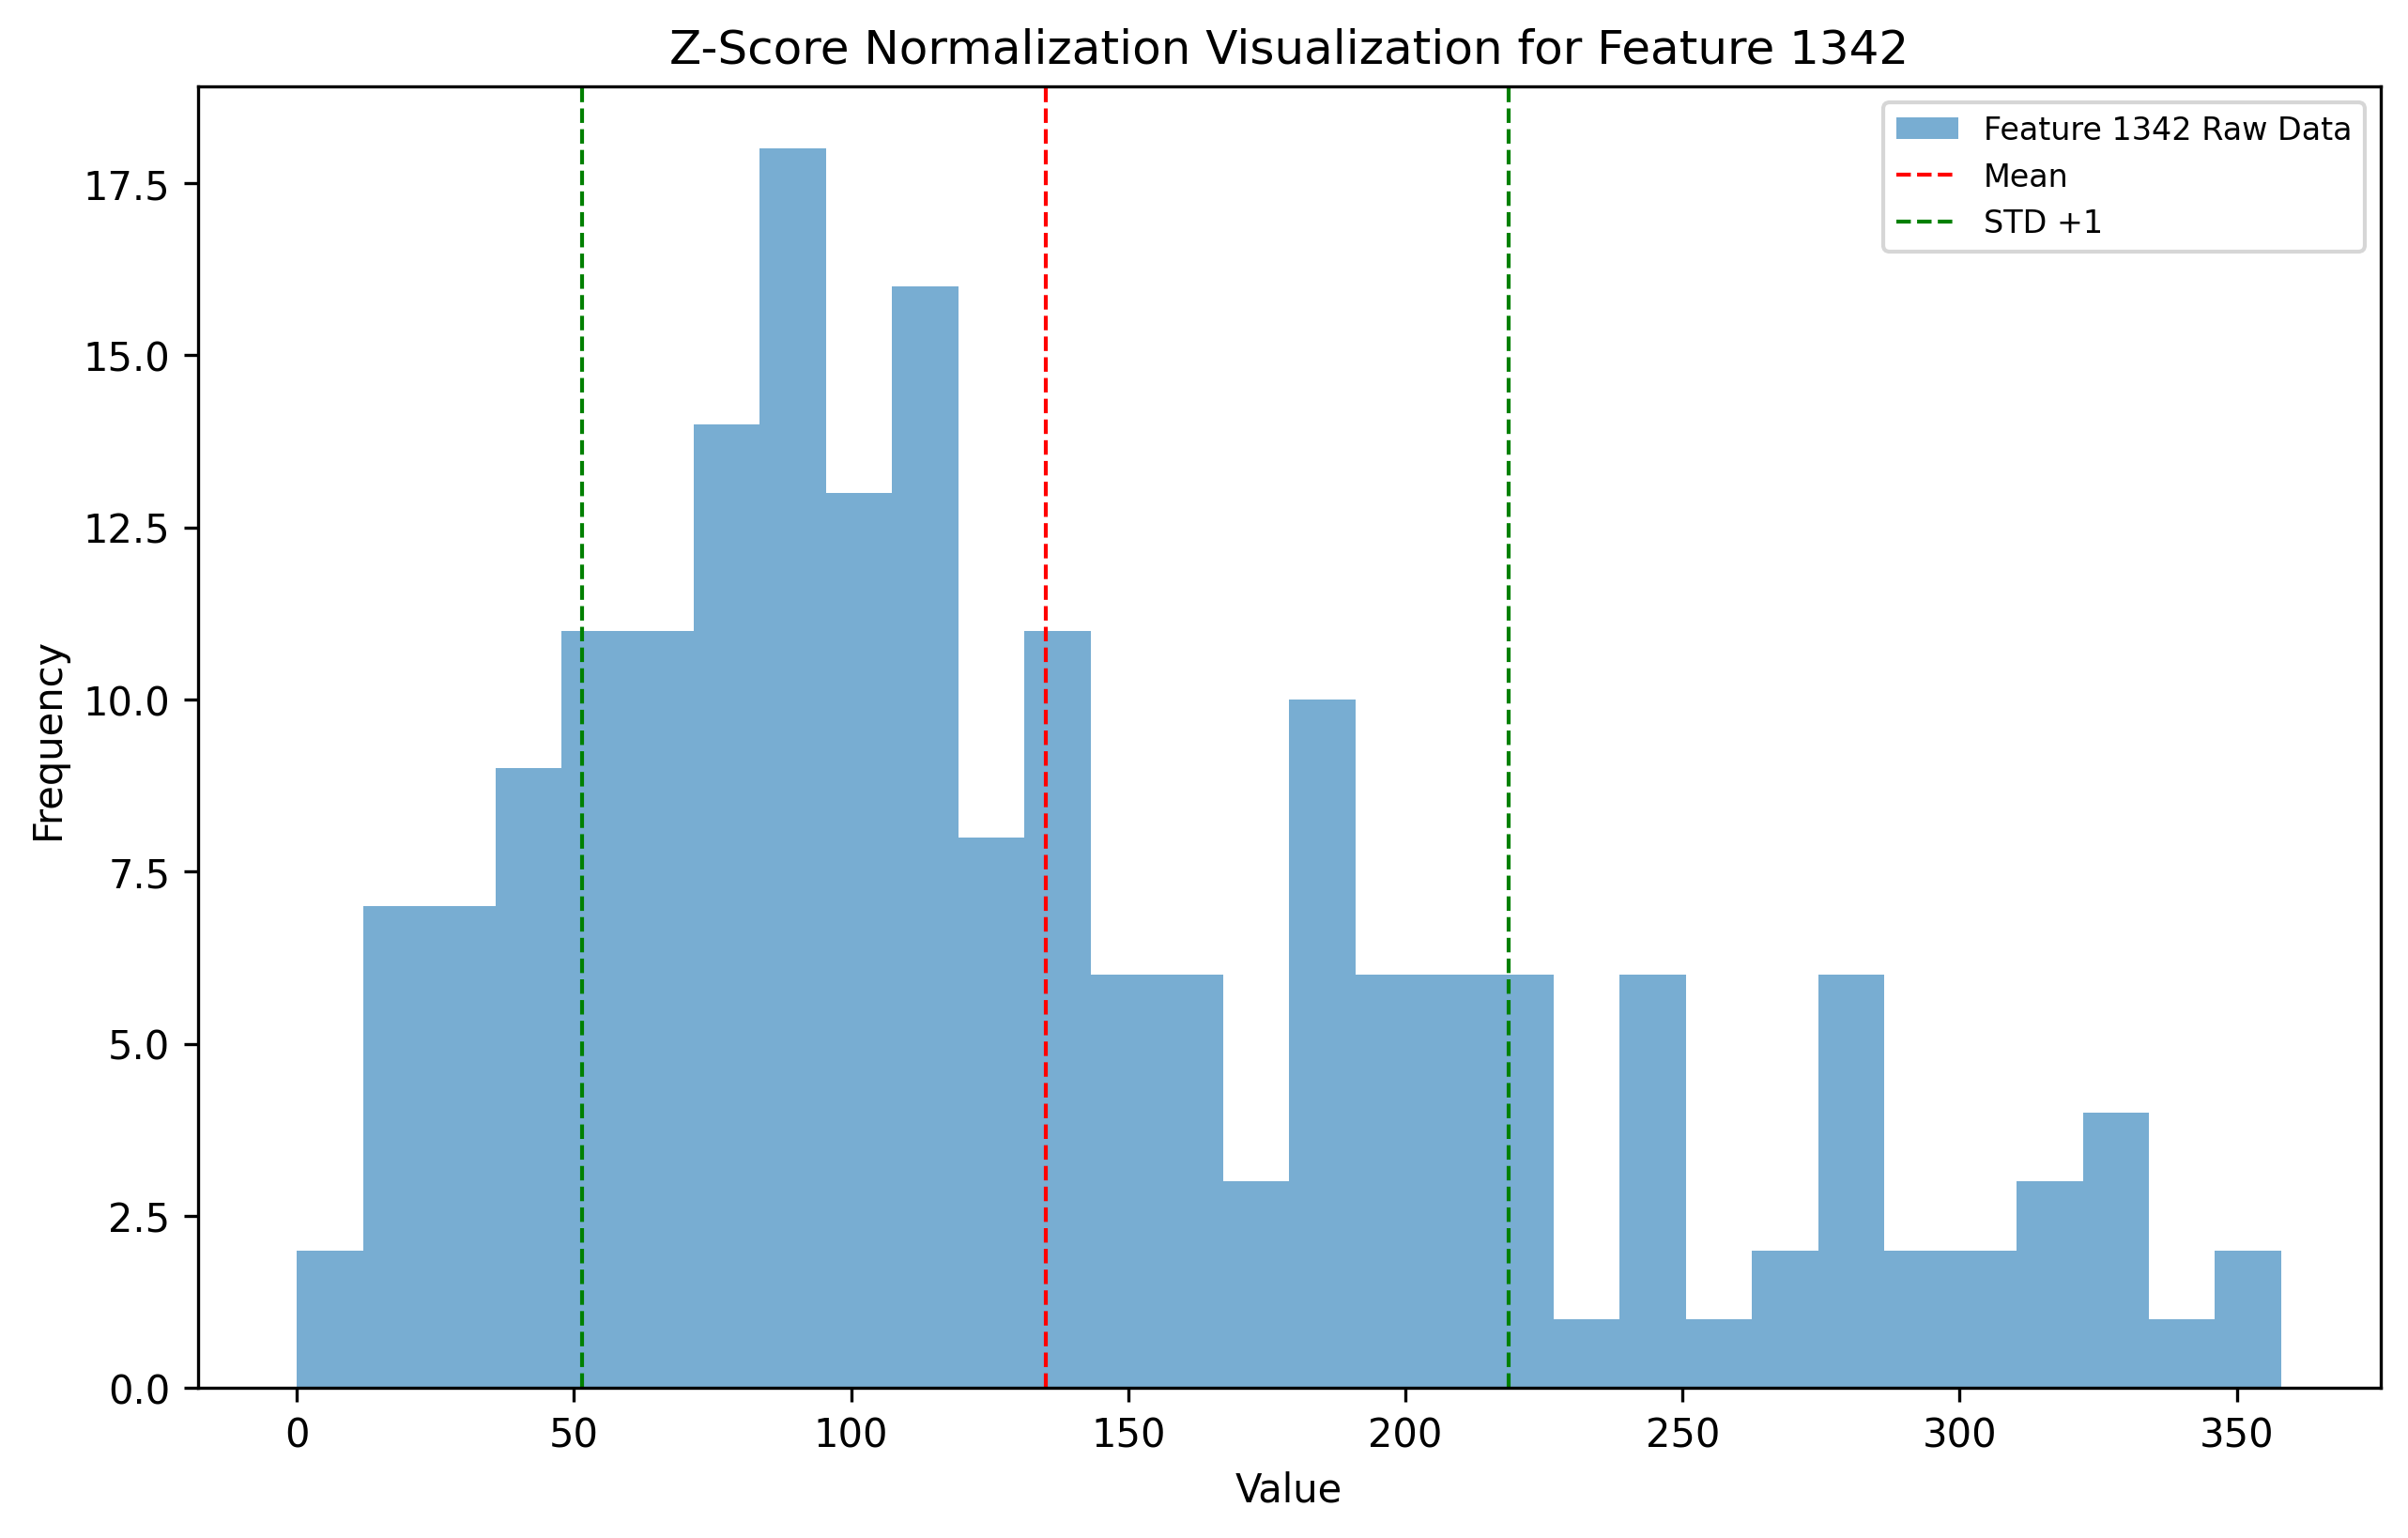 Z-Score Normalization Visualization for Feature 1342
Feature 1342 Raw Data
Mean
STD +1
17.5
15.0
12.5
10.0
7.5
5.0
2.5
0.0
Frequency
0 50 100 150 200 250 300 350
Value